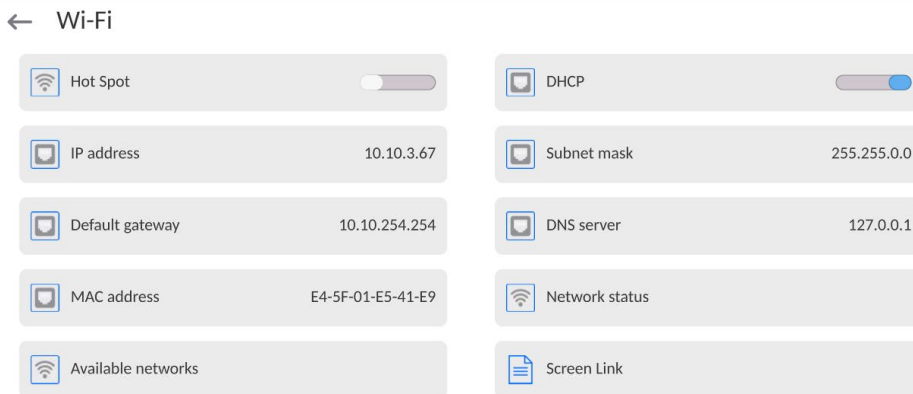 Wi-Fi
Hot Spot
DHCP
IP address 10.10.3.67
Subnet mask 255.255.0.0
Default gateway 10.10.254.254
DNS server 127.0.0.1
MAC address E4-5F-01-E5-41-E9
Network status
Available networks
Screen Link